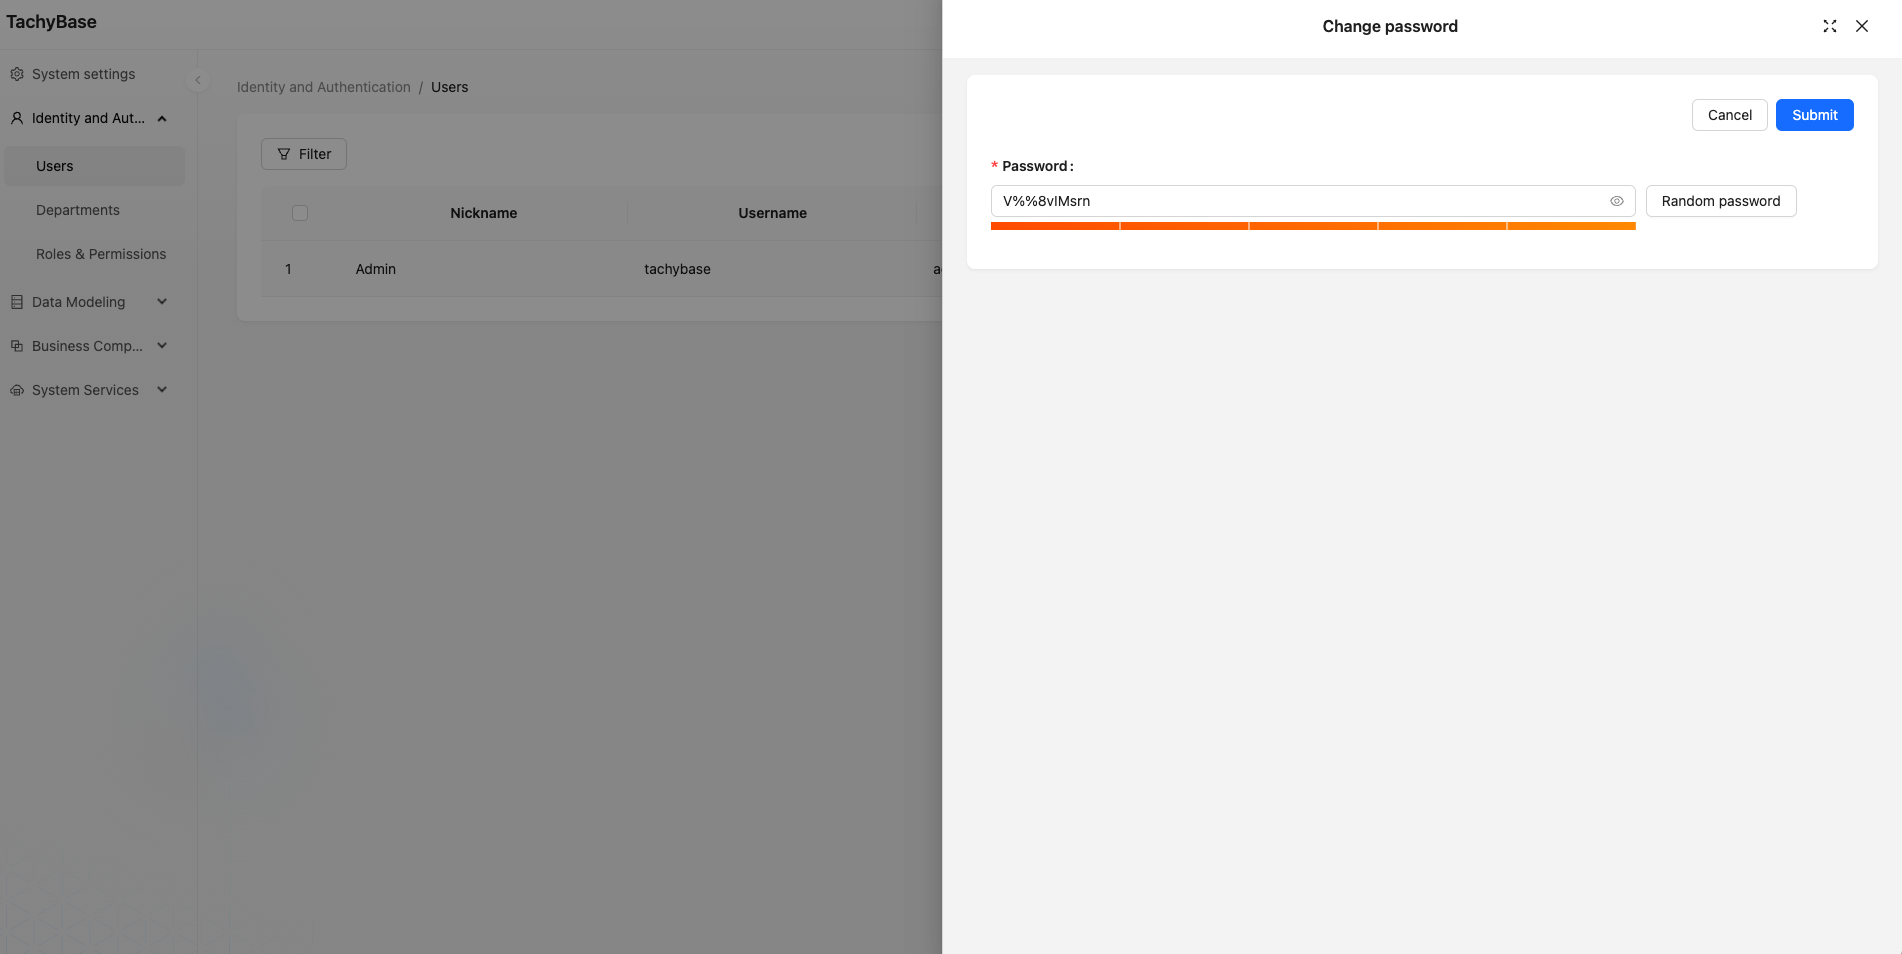 TachyBase
Change password
System settings
Identity and Authentication / Users
Cancel
Submit
Identity and Aut...
Filter
* Password :
Users
V%%8vIMsrn
Random password
Departments
Nickname
Username
Roles & Permissions
1
Admin
tachybase
Data Modeling
Business Comp...
System Services